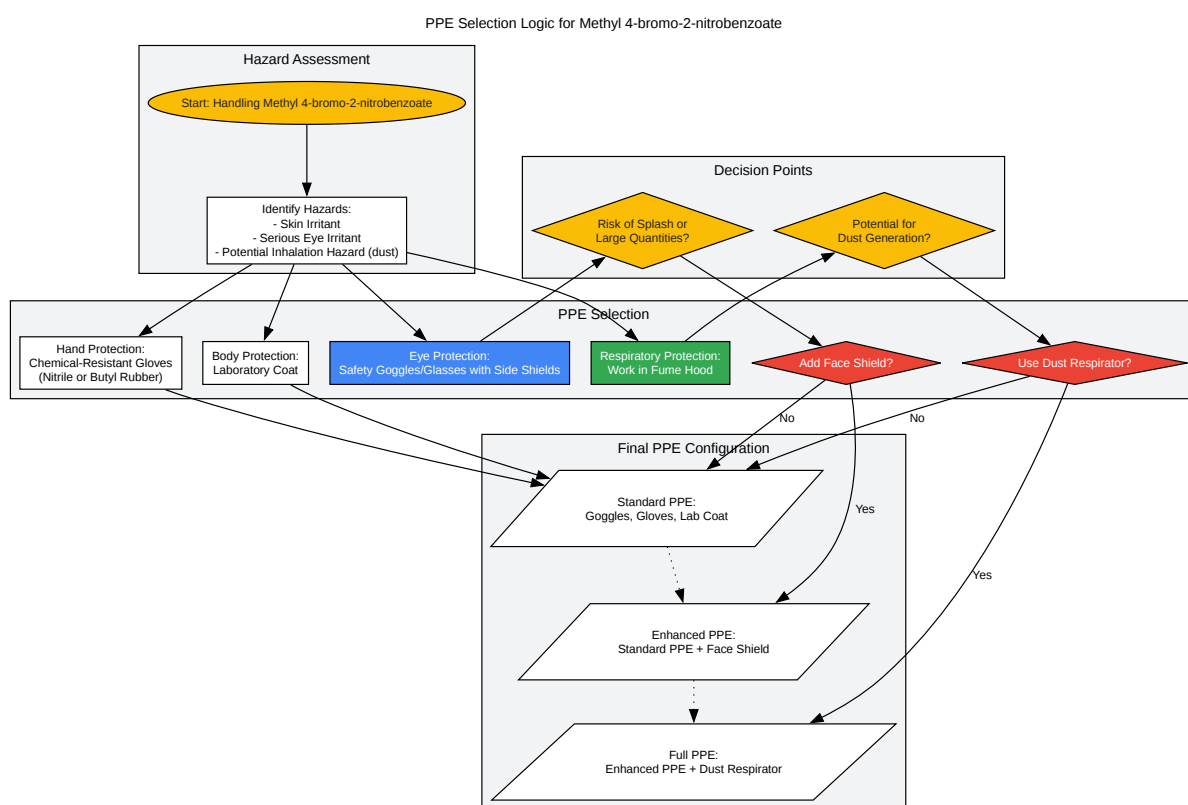 PPE Selection Logic for Methyl 4-bromo-2-nitrobenzoate
Hazard Assessment
Start: Handling Methyl 4-bromo-2-nitrobenzoate
Identify Hazards:
- Skin Irritant
- Serious Eye Irritant
- Potential Inhalation Hazard (dust)
Decision Points
Risk of Splash or
Large Quantities?
Potential for
Dust Generation?
PPE Selection
Hand Protection:
Chemical-Resistant Gloves
(Nitrile or Butyl Rubber)
Body Protection:
Laboratory Coat
Eye Protection:
Safety Goggles/Glasses with Side Shields
Respiratory Protection:
Work in Fume Hood
Add Face Shield?
Use Dust Respirator?
No
No
Final PPE Configuration
Standard PPE:
Goggles, Gloves, Lab Coat
Yes
Yes
Enhanced PPE:
Standard PPE + Face Shield
Full PPE:
Enhanced PPE + Dust Respirator